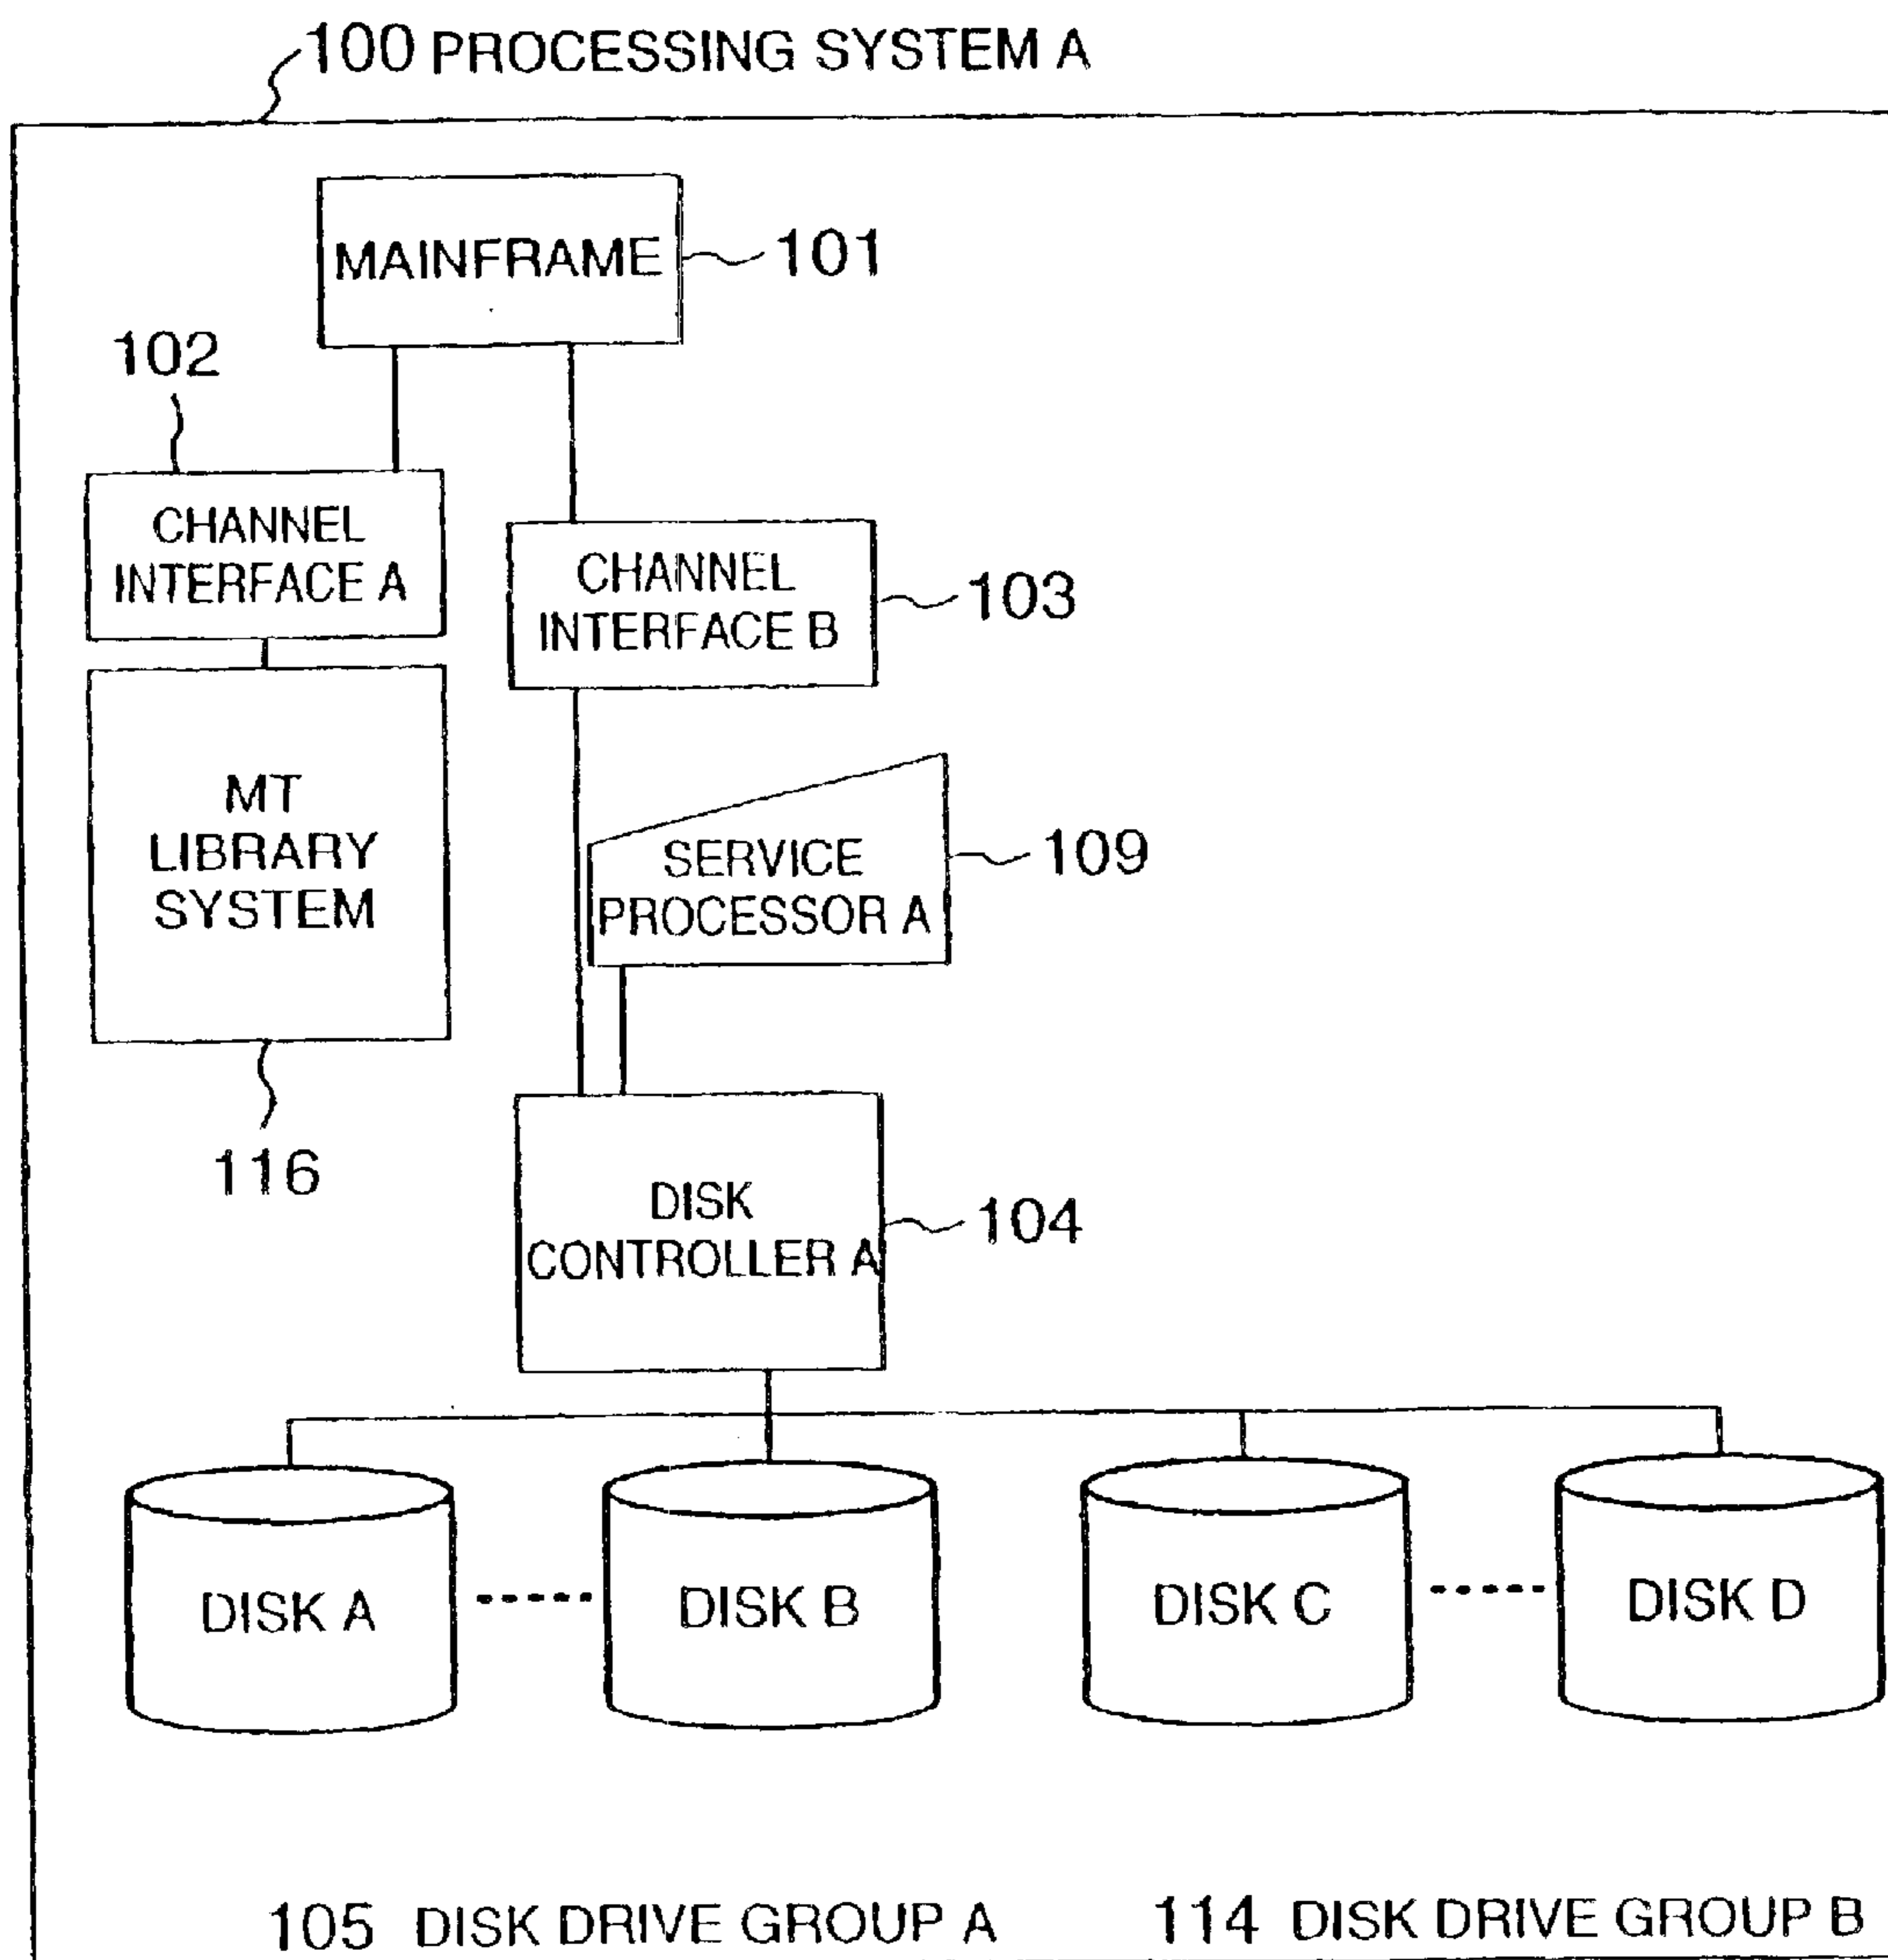 100 PROCESSING SYSTEM A
MAINFRAME
101
102
CHANNEL
INTERFACE A
CHANNEL
INTERFACE B
103
MT
LIBRARY
SYSTEM
SERVICE
PROCESSOR A
109
116
DISK
CONTROLLER A
104
DISK A
DISK B
DISK C
DISK D
105 DISK DRIVE GROUP A
114 DISK DRIVE GROUP B